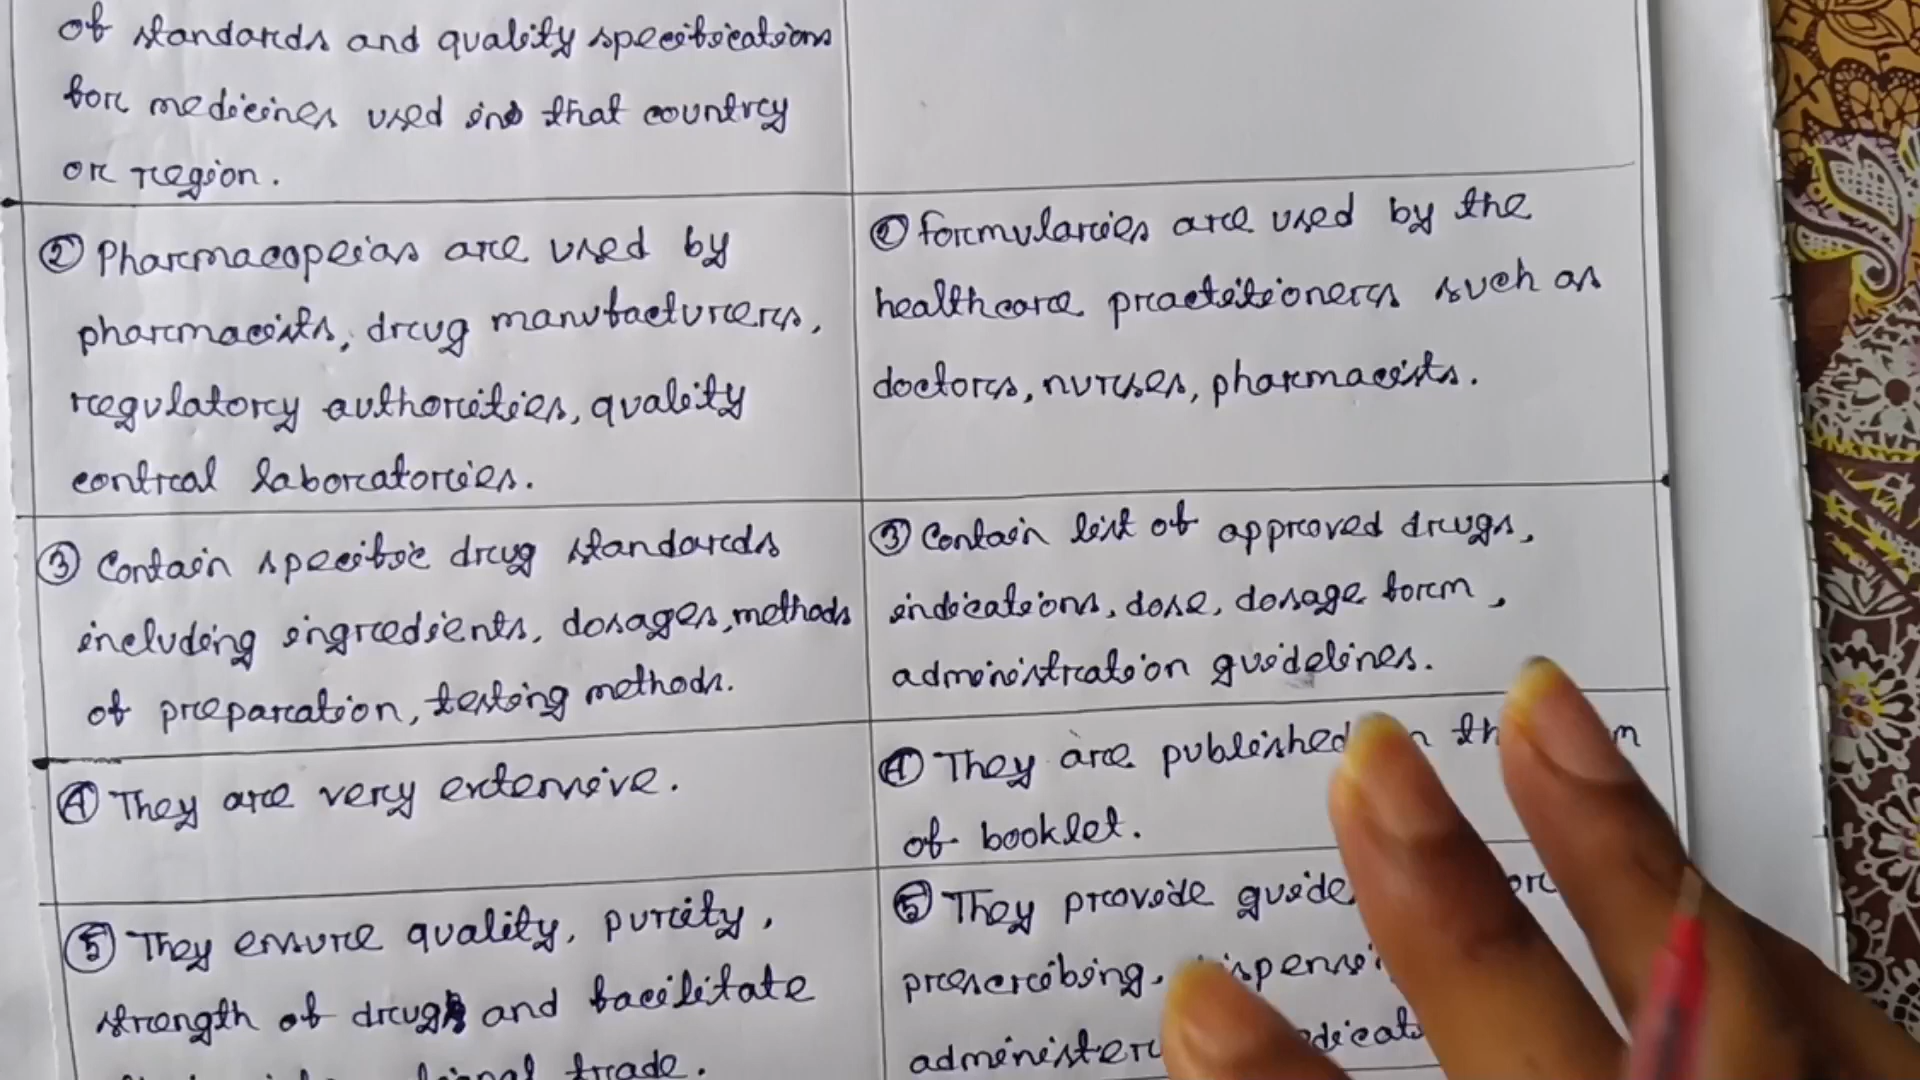 of standards and quality specifications
for medicines used in that country
or region.
② Pharmacopeias are used by
pharmacists, drug manufacturers,
regulatory authorities, quality
control laboratories.
③ Contain specific drug standards
including ingredients, dosages, methods
of preparation, testing methods.
④ They are very extensive.
⑤ They ensure quality, purity,
strength of drugs and facilitate
trade.
② Formularies are used by the
healthcare practitioners such as
doctors, nurses, pharmacists.
③ Contain list of approved drugs,
indications, dose, dosage form,
administration guidelines.
④ They are published
of booklet.
⑤ They provide
prescribing,